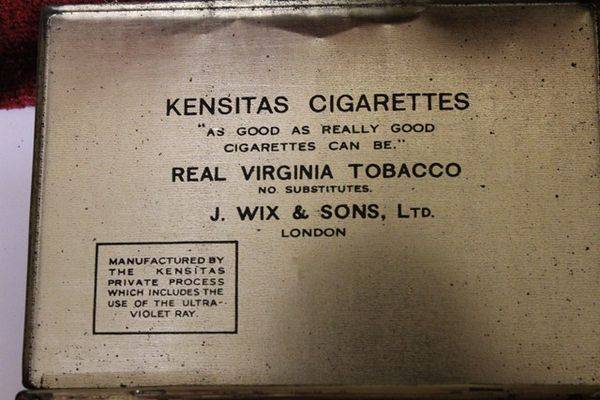 KENSITAS CIGARETTES
"AS GOOD AS REALLY GOOD
CIGARETTES CAN BE."
REAL VIRGINIA TOBACCO
NO SUBSTITUTES.
J. WIX & SONS, LTD.
LONDON
MANUFACTURED BY
THE KENSITAS
PRIVATE PROCESS
WHICH INCLUDES THE
USE OF THE ULTRA-
VIOLET RAY.